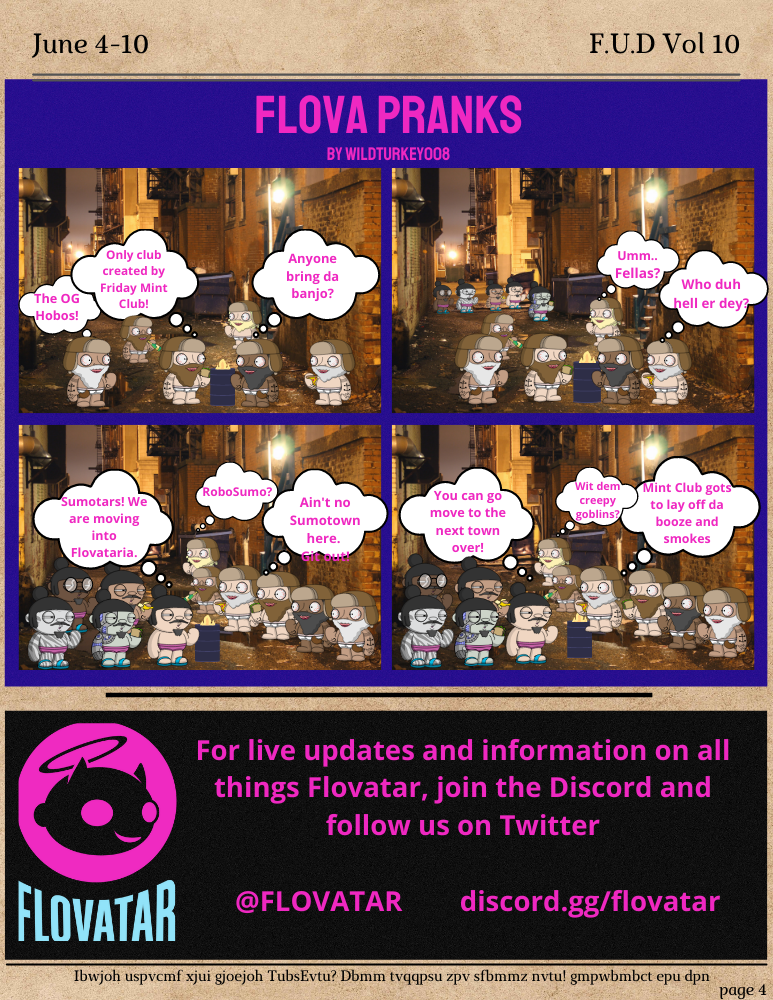 June 4-10
F.U.D Vol 10
FLOVA PRANKS
BY WILDTURKEY008
The OG
Hobos!
Only club
created by
Friday Mint
Club!
Anyone
bring da
banjo?
Umm..
Fellas?
Who duh
hell er dey?
Sumotars! We
are moving
into
Flovataria.
RoboSumo?
Ain't no
Sumotown
here.
Git out!
You can go
move to the
next town
over!
Wit dem
creepy
goblins?
Mint Club gots
to lay off da
booze and
smokes
For live updates and information on all
things Flovatar, join the Discord and
follow us on Twitter
@FLOVATAR
discord.gg/flovatar
FLOVATAR
Ibwjoh uspvcmf xjui gjoejoh TubsEvtu? Dbmm tvqqpsu zpv sfbmmz nvtu! gmpwbmbct epu dpn
page 4